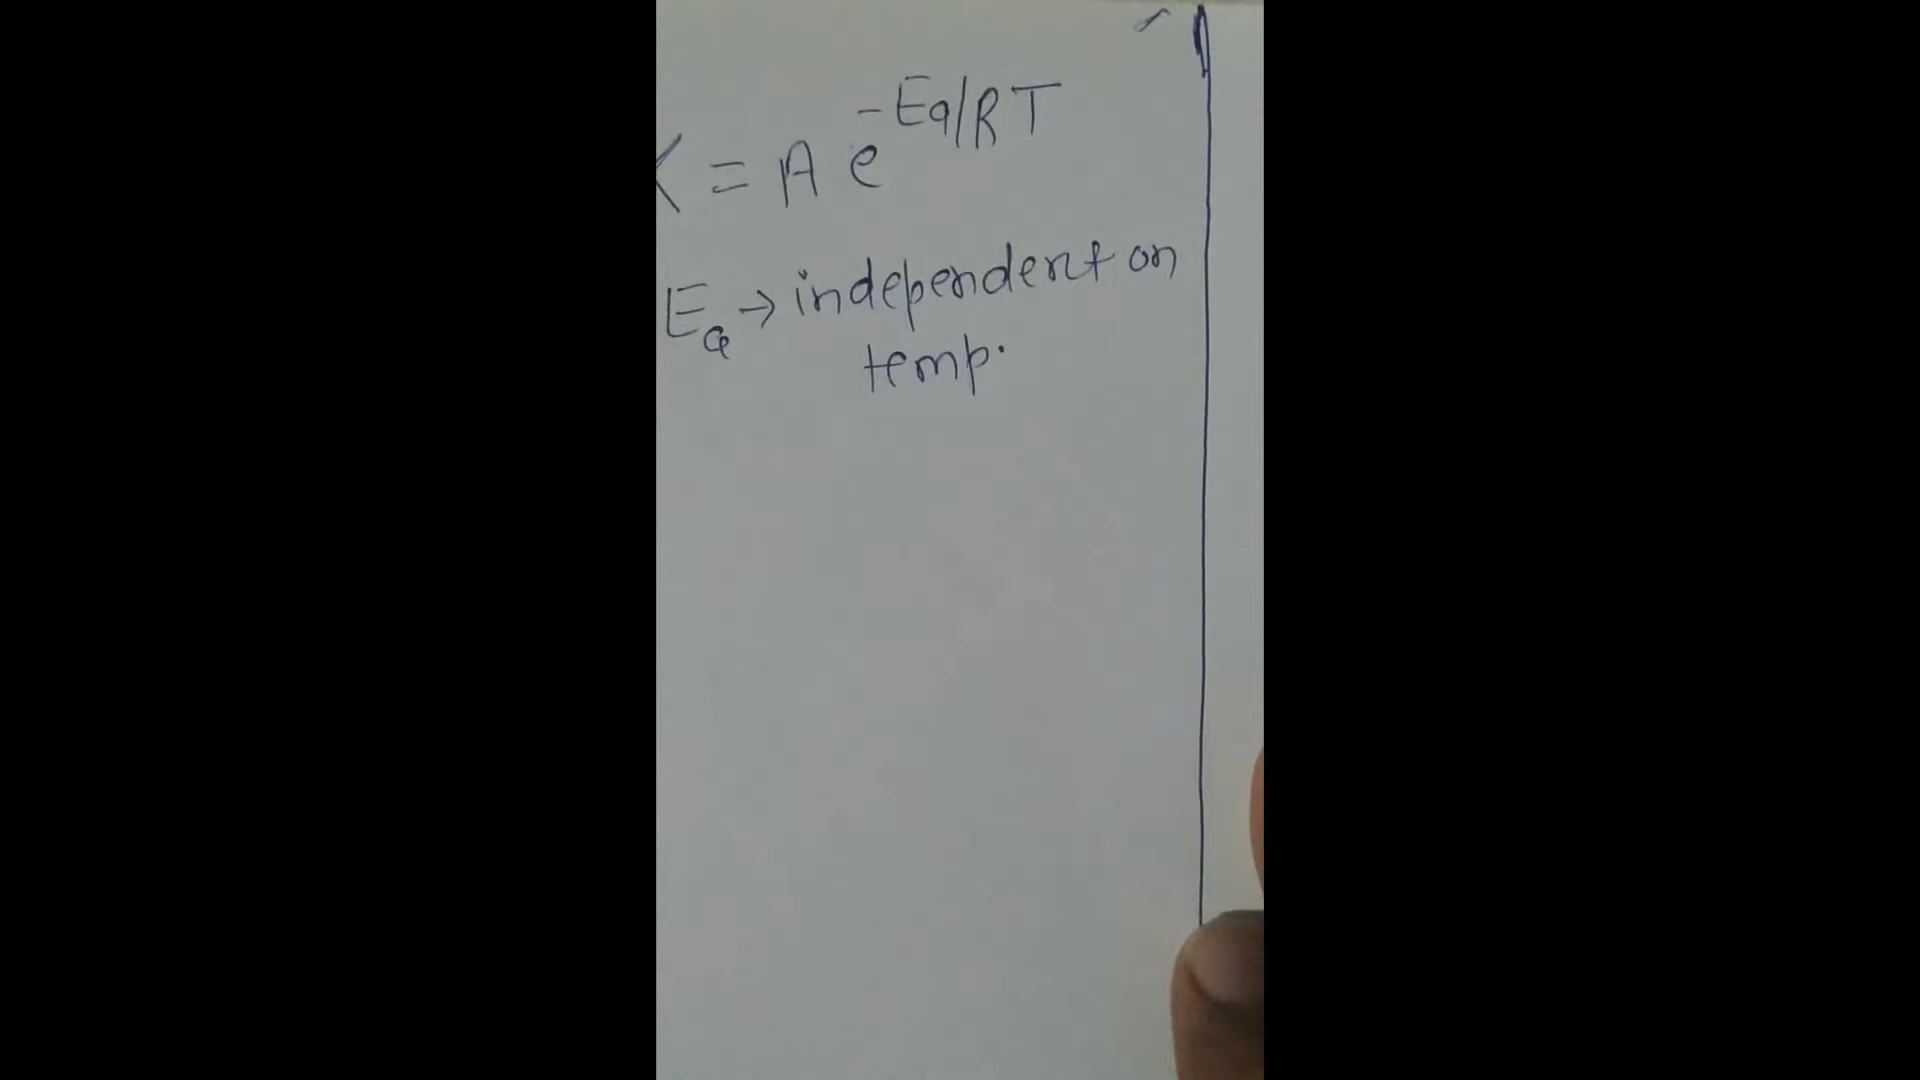 K = A e^-Ea/RT
Ea → independent on
temp.